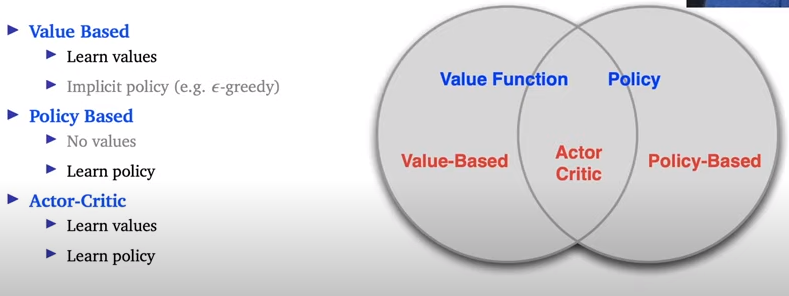 Value Based
Learn values
Implicit policy (e.g. ϵ-greedy)
Policy Based
No values
Learn policy
Actor-Critic
Learn values
Learn policy
Value Function
Policy
Value-Based
Actor
Critic
Policy-Based